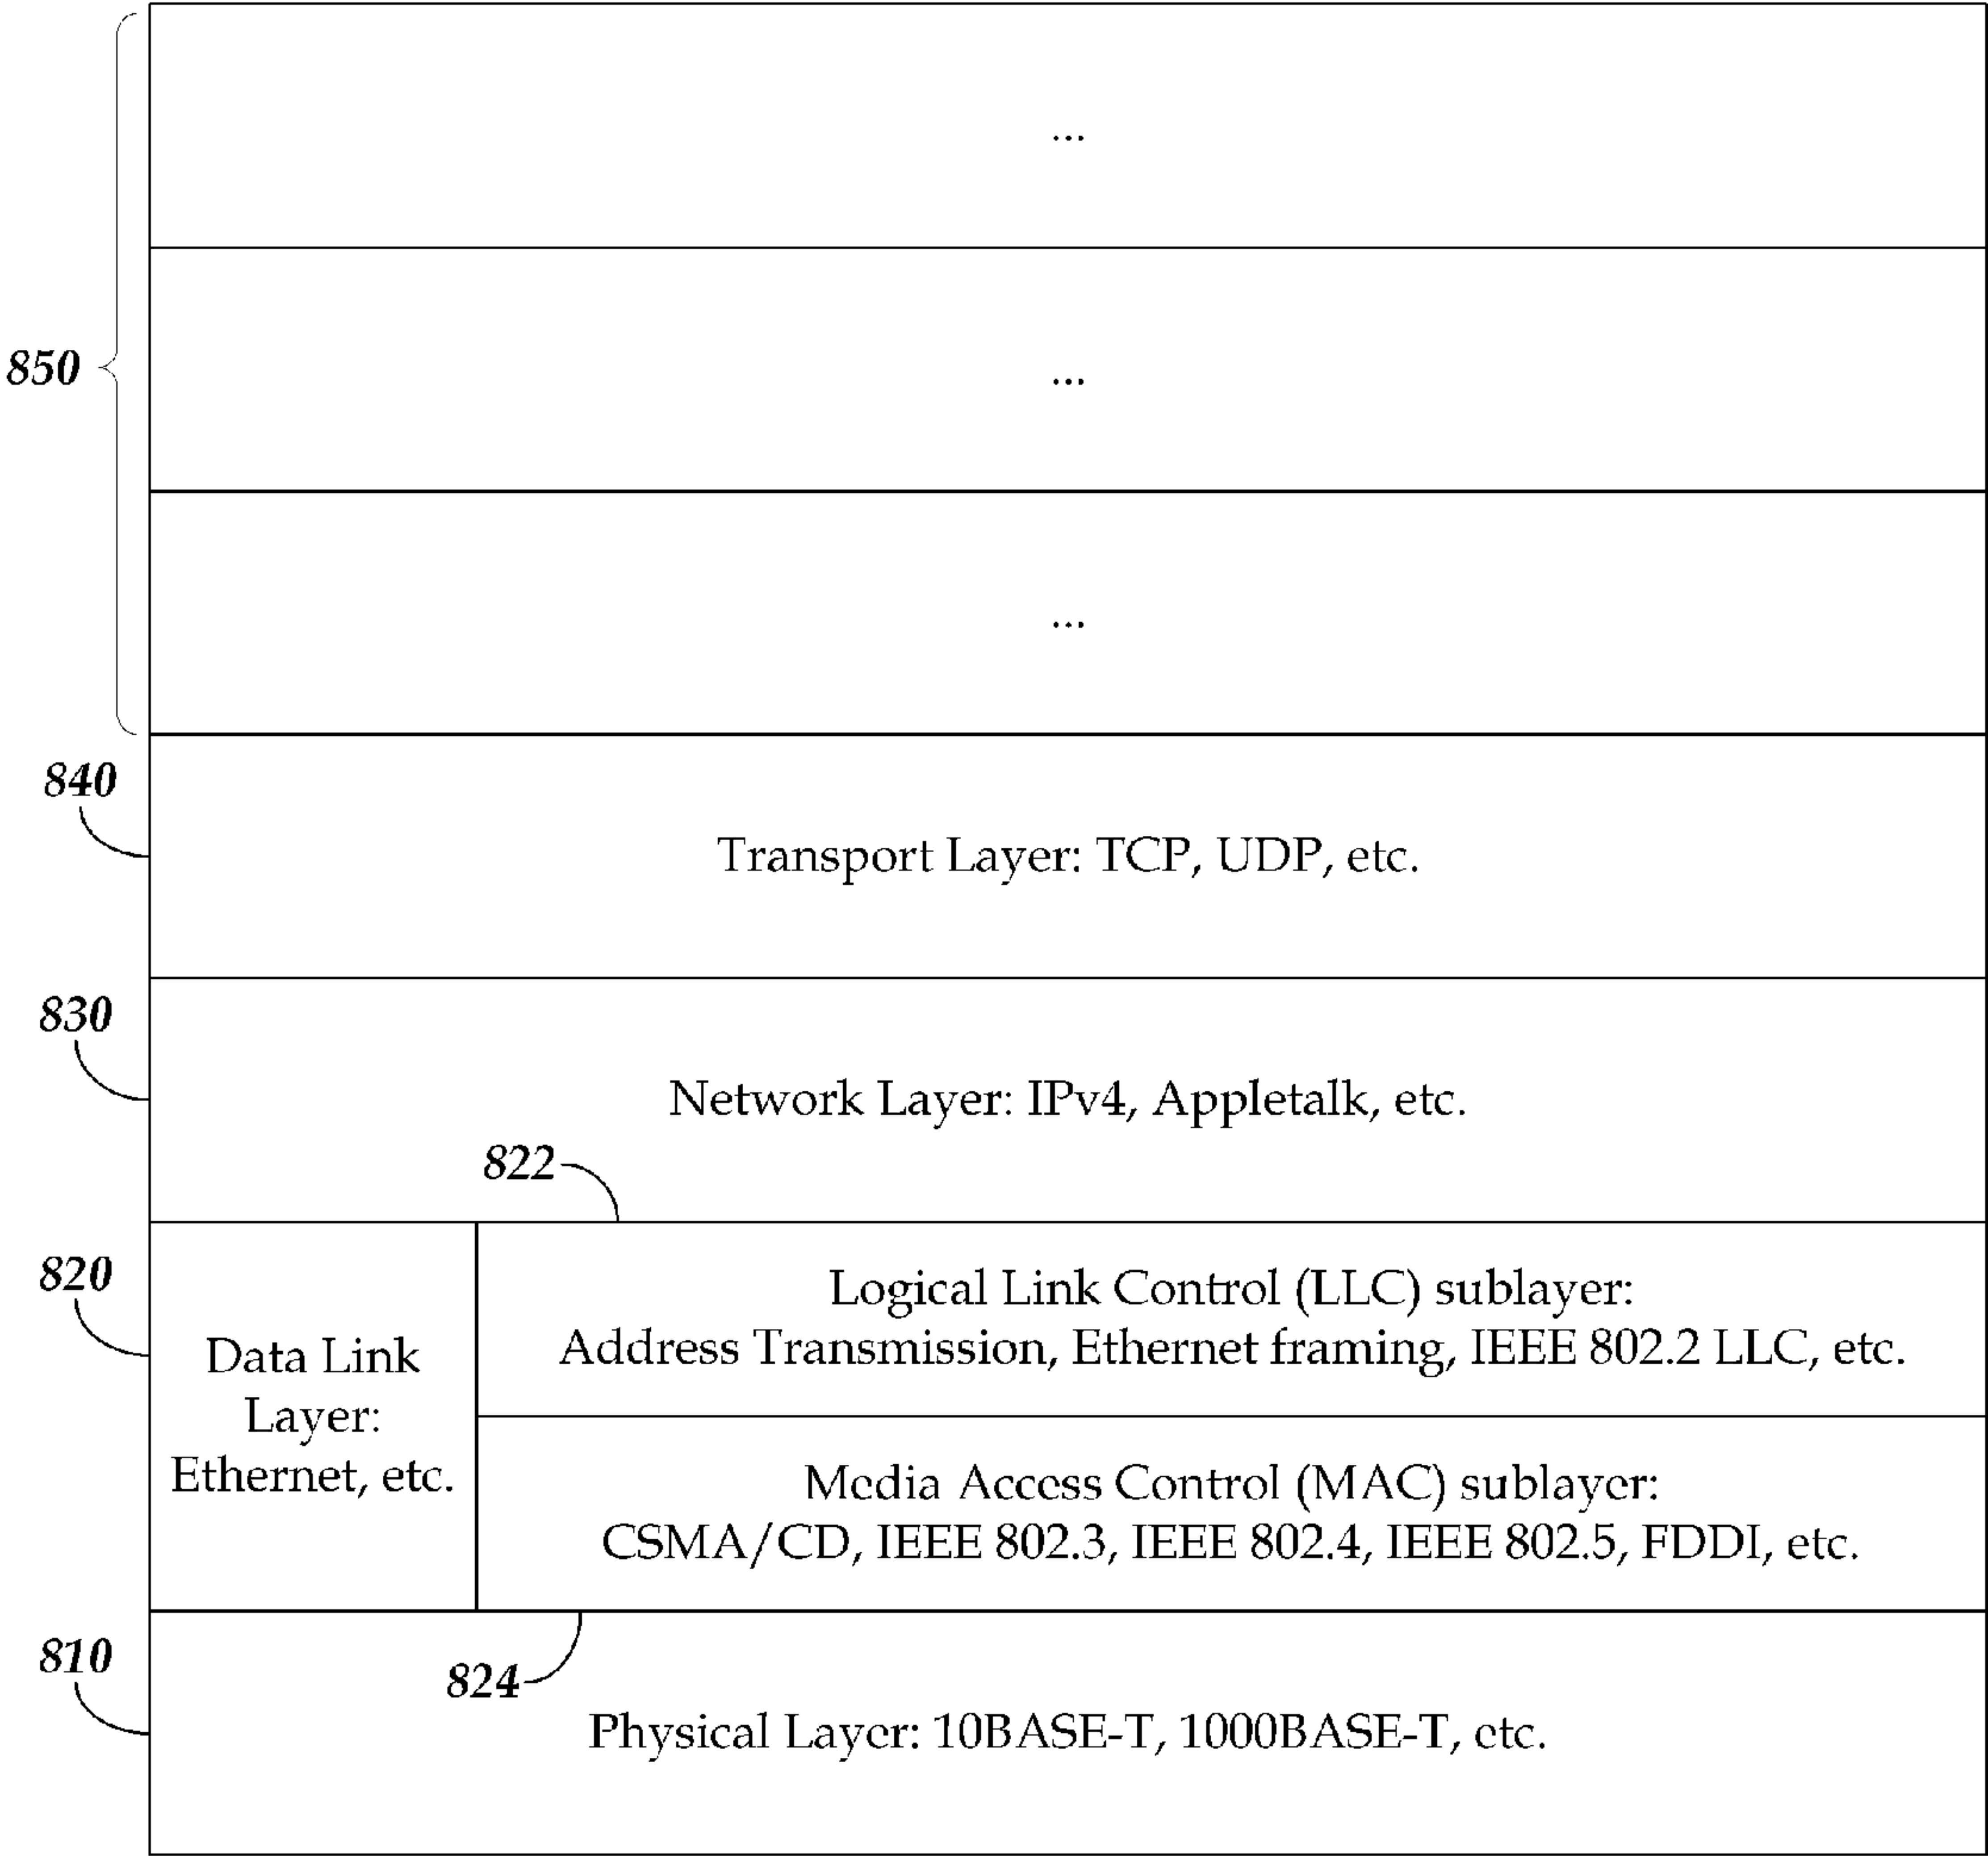 ...
850
...
...
840
Transport Layer: TCP, UDP, etc.
830
Network Layer: IPv4, Appletalk, etc.
822
820
Data Link
Layer:
Ethernet, etc.
Logical Link Control (LLC) sublayer:
Address Transmission, Ethernet framing, IEEE 802.2 LLC, etc.
Media Access Control (MAC) sublayer:
CSMA/CD, IEEE 802.3, IEEE 802.4, IEEE 802.5, FDDI, etc.
810
824
Physical Layer: 10BASE-T, 1000BASE-T, etc.